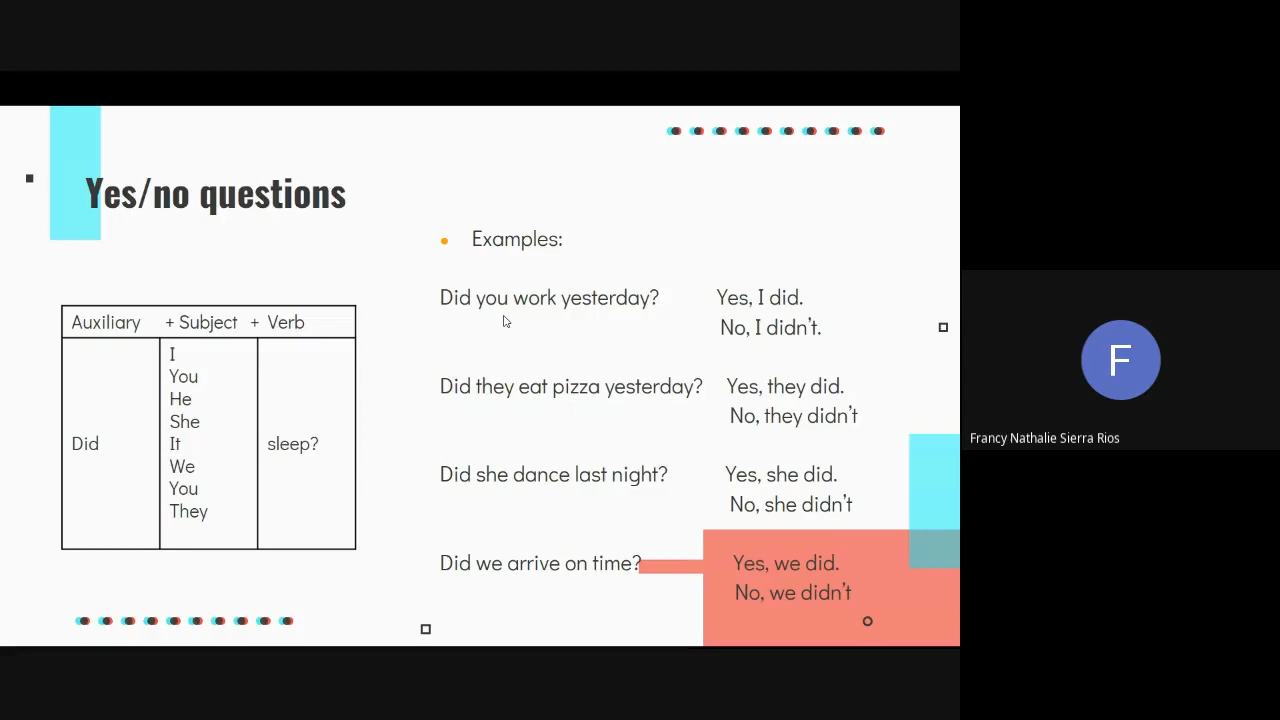 Yes/no questions
Auxiliary + Subject + Verb
Did
I
You
He
She
It
We
You
They
sleep?
Examples:
Did you work yesterday? Yes, I did.
No, I didn't.
Did they eat pizza yesterday? Yes, they did.
No, they didn't
Did she dance last night? Yes, she did.
No, she didn't
Did we arrive on time? Yes, we did.
No, we didn't
F
Francy Nathalie Sierra Rios